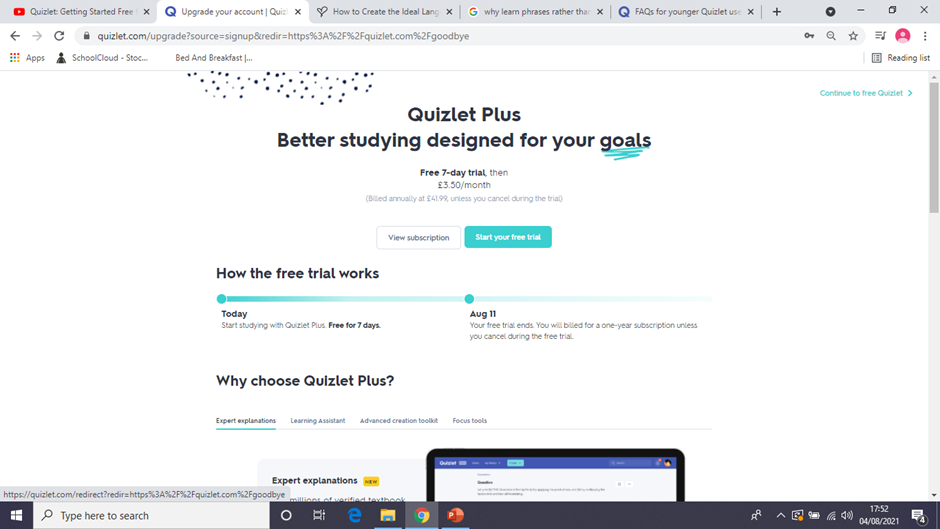 Quizlet: Getting Started Free
Upgrade your account | Quizl
How to Create the Ideal Lang
why learn phrases rather than
FAQs for younger Quizlet use
quizlet.com/upgrade?source=signup&redir=https%3A%2F%2Fquizlet.com%2Fgoodbye
Apps
SchoolCloud - Stoc...
Bed And Breakfast |...
Reading list
Continue to free Quizlet
Quizlet Plus
Better studying designed for your goals
Free 7-day trial, then
£3.50/month
(Billed annually at £41.99, unless you cancel during the trial)
View subscription
Start your free trial
How the free trial works
Today
Start studying with Quizlet Plus. Free for 7 days.
Aug 11
Your free trial ends. You will billed for a one-year subscription unless
you cancel during the free trial.
Why choose Quizlet Plus?
Expert explanations
Learning Assistant
Advanced creation toolkit
Focus tools
Expert explanations NEW
millions of verified textbook
Quizlet
https://quizlet.com/redirect?redir=https%3A%2F%2Fquizlet.com%2Fgoodbye
Type here to search
17:52
04/08/2021
4